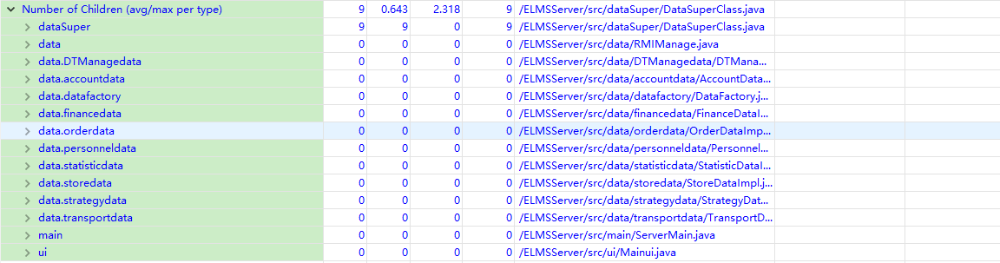 Number of Children (avg/max per type) 9 0.643 2.318 9 /ELMSServer/src/dataSuper/DataSuperClass.java
dataSuper 9 9 0 9 /ELMSServer/src/dataSuper/DataSuperClass.java
data 0 0 0 0 /ELMSServer/src/data/RMIManage.java
data.DTManagedata 0 0 0 0 /ELMSServer/src/data/DTManagedata/DTMana...
data.accountdata 0 0 0 0 /ELMSServer/src/data/accountdata/AccountData...
data.datafactory 0 0 0 0 /ELMSServer/src/data/datafactory/DataFactory.j...
data.financedata 0 0 0 0 /ELMSServer/src/data/financedata/FinanceDataI...
data.orderdata 0 0 0 0 /ELMSServer/src/data/orderdata/OrderDataImp...
data.personneldata 0 0 0 0 /ELMSServer/src/data/personneldata/Personnel...
data.statisticdata 0 0 0 0 /ELMSServer/src/data/statisticdata/StatisticDataI...
data.storedata 0 0 0 0 /ELMSServer/src/data/storedata/StoreDataImpl.j...
data.strategydata 0 0 0 0 /ELMSServer/src/data/strategydata/StrategyDat...
data.transportdata 0 0 0 0 /ELMSServer/src/data/transportdata/TransportD...
main 0 0 0 0 /ELMSServer/src/main/ServerMain.java
ui 0 0 0 0 /ELMSServer/src/ui/Mainui.java